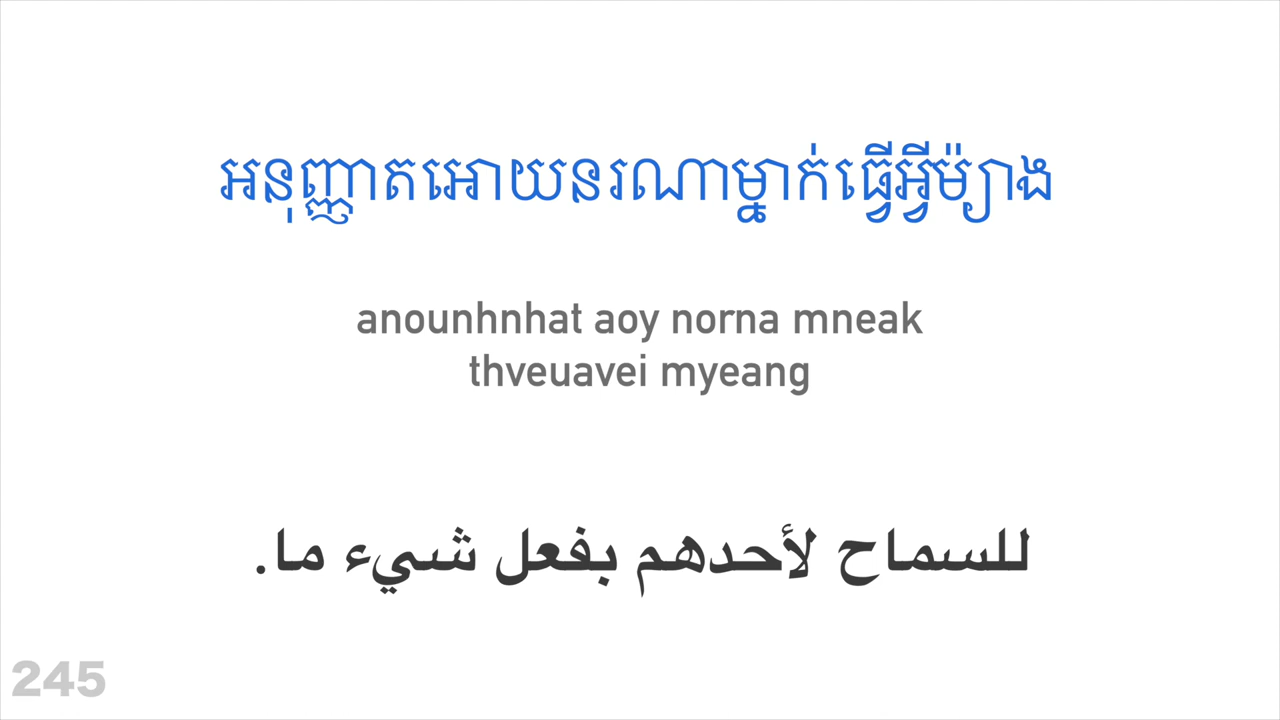 អនុញ្ញាតអោយនរណាម្នាក់ធ្វើអ្វីម៉្យាង
anounhnhat aoy norna mneak
thveuavei myeang
للسماح لأحدهم بفعل شيء ما.
245